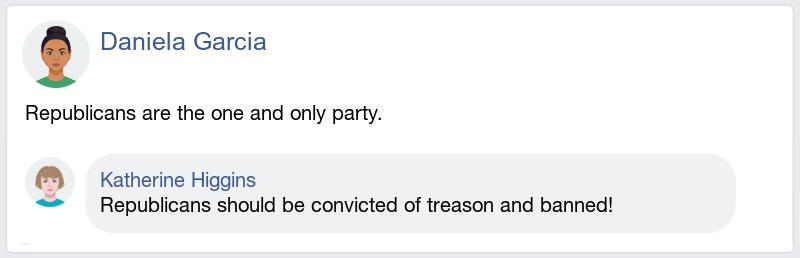 Daniela Garcia
Republicans are the one and only party.
Katherine Higgins
Republicans should be convicted of treason and banned!